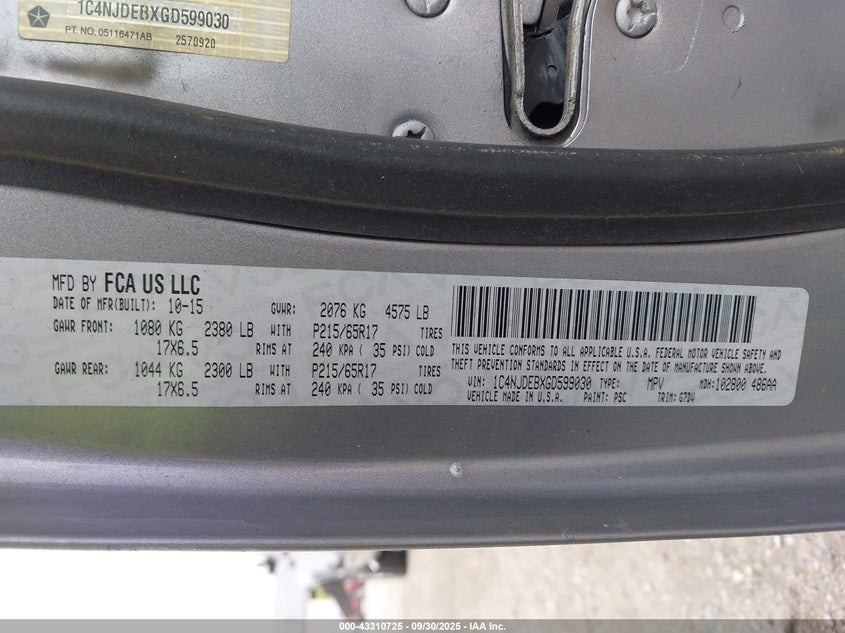 1C4NJDEBXGD599030
PT. NO. 05116471AB 2570920
MFD BY FCA US LLC
DATE OF MFR(BUILT): 10-15 GVWR: 2076 KG 4575 LB
GAWR FRONT: 1080 KG 2380 LB WITH P215/65R17 TIRES
17X6.5 RIMS AT 240 KPA ( 35 PSI) COLD
GAWR REAR: 1044 KG 2300 LB WITH P215/65R17 TIRES
17X6.5 RIMS AT 240 KPA ( 35 PSI) COLD
THIS VEHICLE CONFORMS TO ALL APPLICABLE U.S.A. FEDERAL MOTOR VEHICLE SAFETY AND
THEFT PREVENTION STANDARDS IN EFFECT ON THE DATE OF MANUFACTURE SHOWN ABOVE.
VIN: 1C4NJDEBXGD599030 TYPE: MPV MDH: 102800 486AA
VEHICLE MADE IN U.S.A. PAINT: PSC TRIM: G7DV
000-43310725 - 09/30/2025 - IAA Inc.